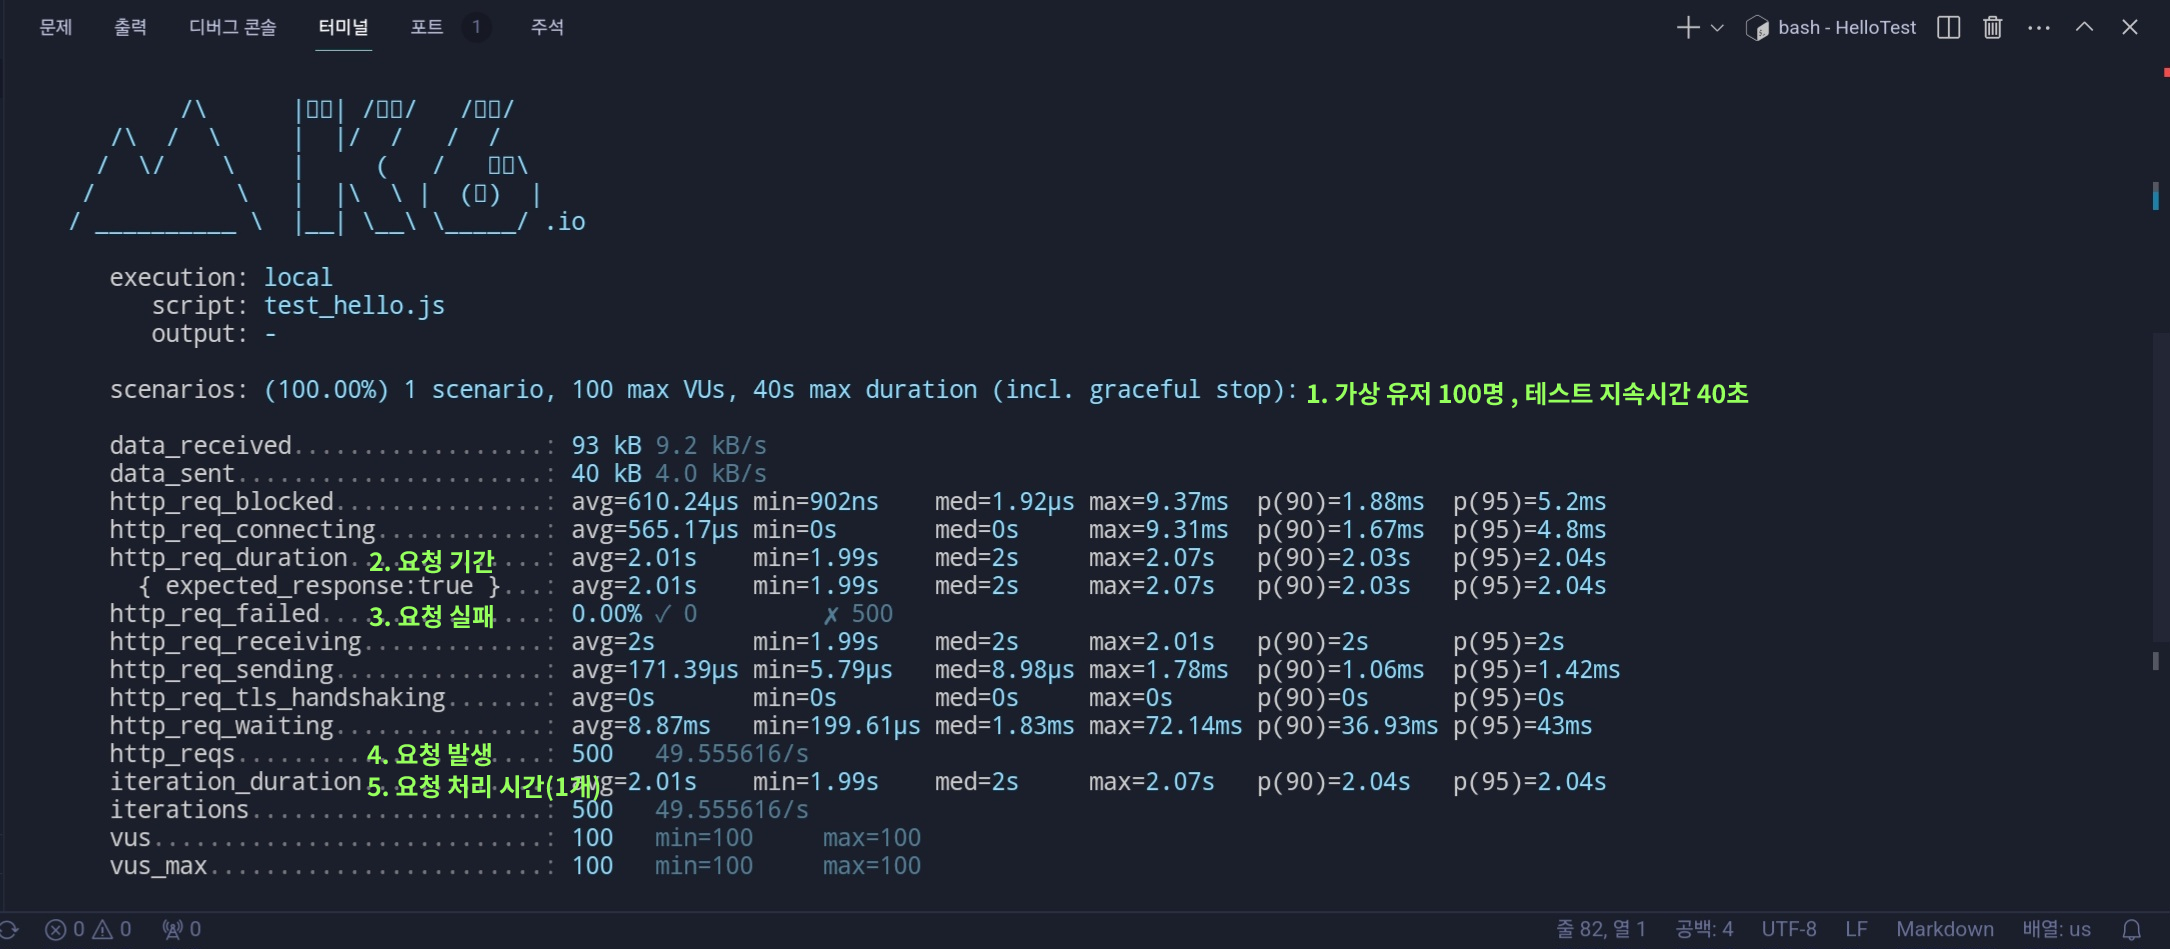 문제 출력 디버그 콘솔 터미널 포트 1 주석 bash - HelloTest
.io
execution: local
script: test_hello.js
output: -
scenarios: (100.00%) 1 scenario, 100 max VUs, 40s max duration (incl. graceful stop): 1. 가상 유저 100명 , 테스트 지속시간 40초
data_received..................: 93 kB 9.2 kB/s
data_sent......................: 40 kB 4.0 kB/s
http_req_blocked...............: avg=610.24µs min=902ns med=1.92µs max=9.37ms p(90)=1.88ms p(95)=5.2ms
http_req_connecting............: avg=565.17µs min=0s med=0s max=9.31ms p(90)=1.67ms p(95)=4.8ms
http_req_duration 2. 요청 기간 ...: avg=2.01s min=1.99s med=2s max=2.07s p(90)=2.03s p(95)=2.04s
{ expected_response:true }...: avg=2.01s min=1.99s med=2s max=2.07s p(90)=2.03s p(95)=2.04s
http_req_failed 3. 요청 실패 ...: 0.00% ✓ 0 ✗ 500
http_req_receiving.............: avg=2s min=1.99s med=2s max=2.01s p(90)=2s p(95)=2s
http_req_sending...............: avg=171.39µs min=5.79µs med=8.98µs max=1.78ms p(90)=1.06ms p(95)=1.42ms
http_req_tls_handshaking.......: avg=0s min=0s med=0s max=0s p(90)=0s p(95)=0s
http_req_waiting...............: avg=8.87ms min=199.61µs med=1.83ms max=72.14ms p(90)=36.93ms p(95)=43ms
http_reqs......... 4. 요청 발생 ...: 500 49.555616/s
iteration_duration 5. 요청 처리 시간(1개) avg=2.01s min=1.99s med=2s max=2.07s p(90)=2.04s p(95)=2.04s
iterations.....................: 500 49.555616/s
vus............................: 100 min=100 max=100
vus_max........................: 100 min=100 max=100
0 0 0 줄 82, 열 1 공백: 4 UTF-8 LF Markdown 배열: us